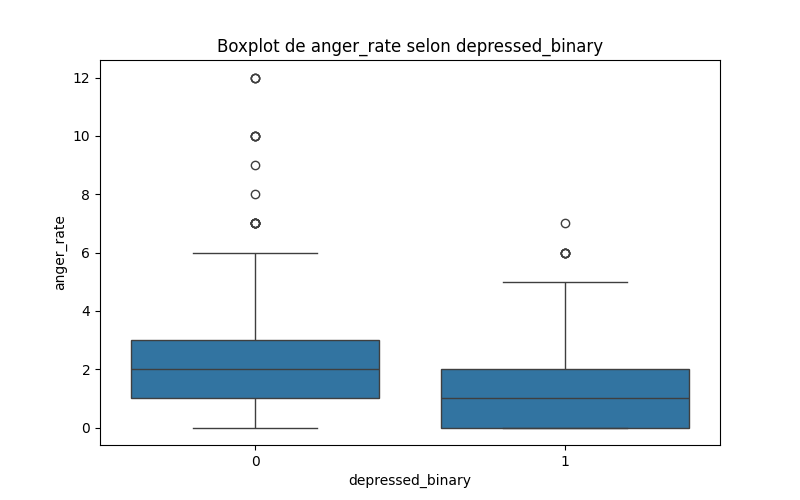 Boxplot de anger_rate selon depressed_binary
12
10
8
6
4
2
0
anger_rate
0 1
depressed_binary